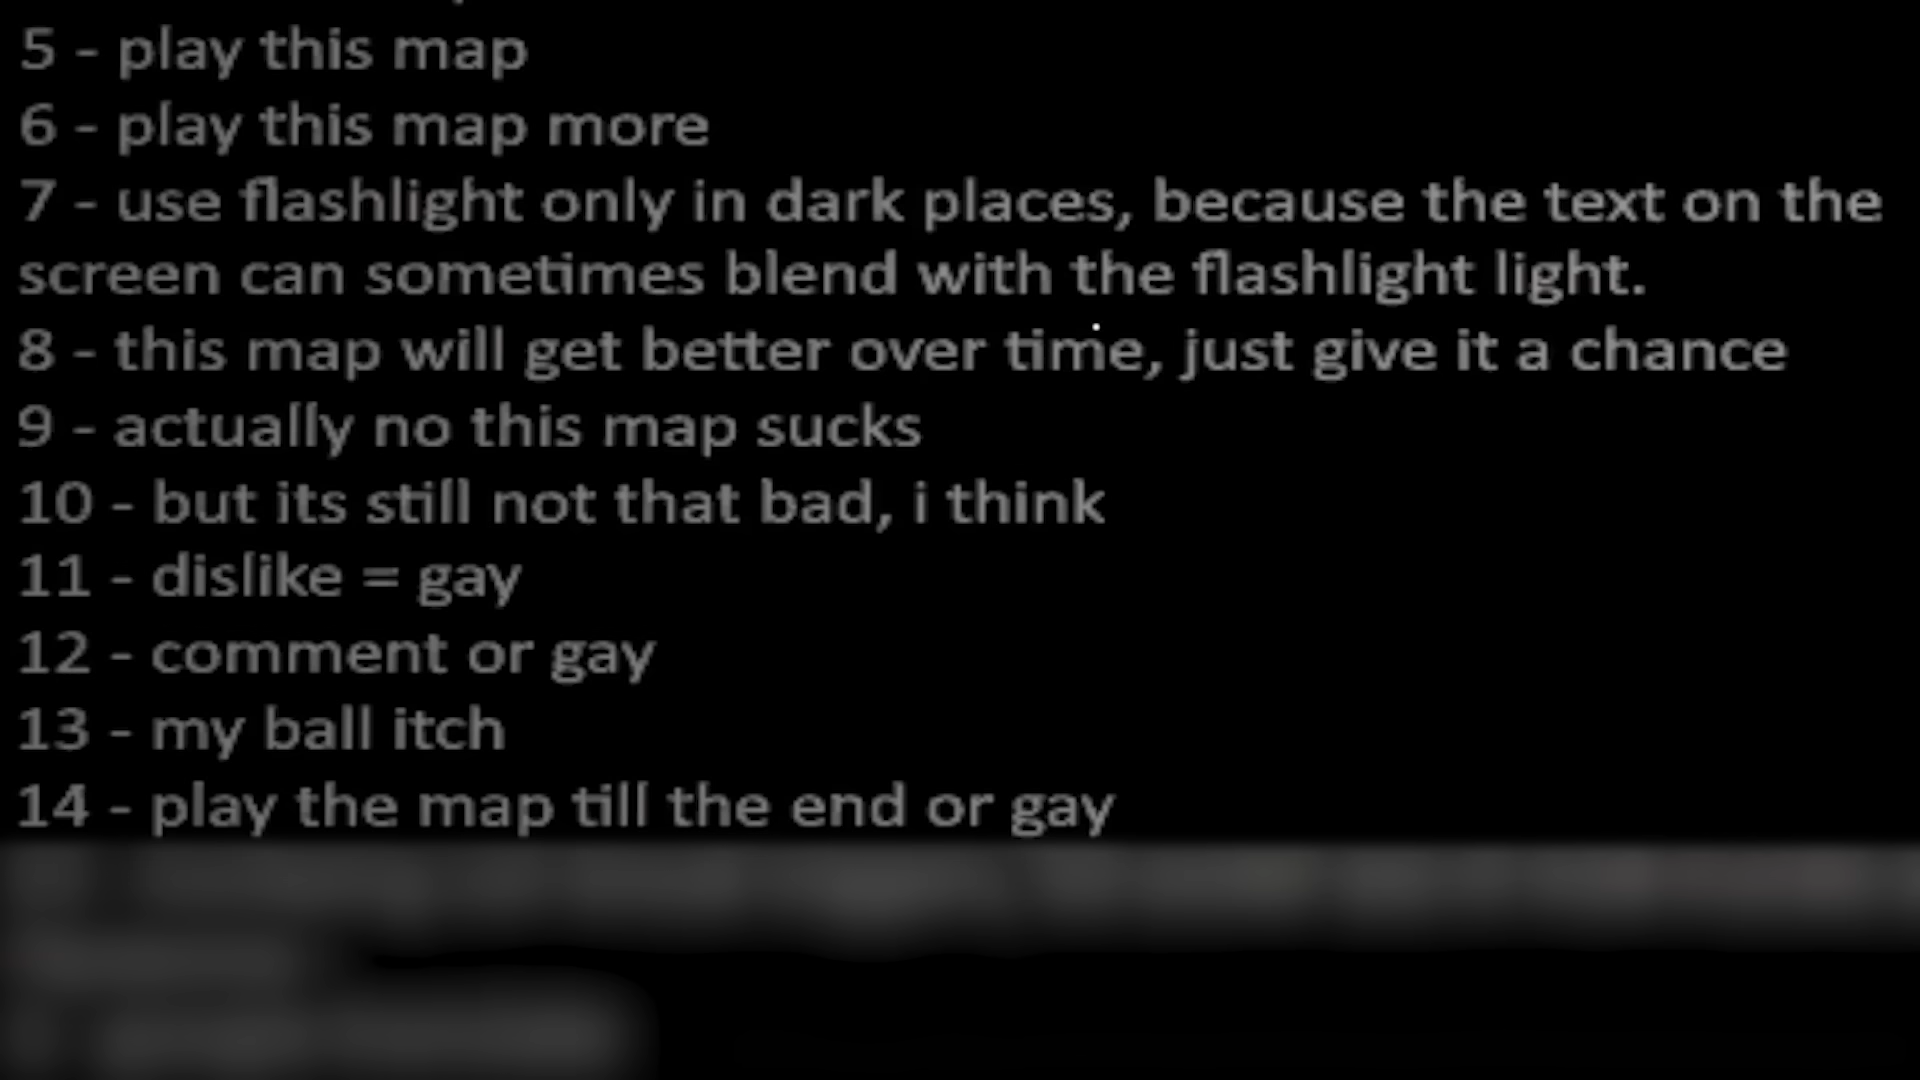 5 - play this map
6 - play this map more
7 - use flashlight only in dark places, because the text on the
screen can sometimes blend with the flashlight light.
8 - this map will get better over time, just give it a chance
9 - actually no this map sucks
10 - but its still not that bad, i think
11 - dislike = gay
12 - comment or gay
13 - my ball itch
14 - play the map till the end or gay